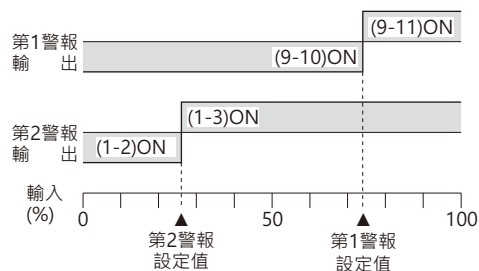 (9-11)ON
第1警報
輸 出
(9-10)ON
第2警報
輸 出
(1-3)ON
(1-2)ON
輸入
(%)
0 50 100
第2警報
設定值
第1警報
設定值